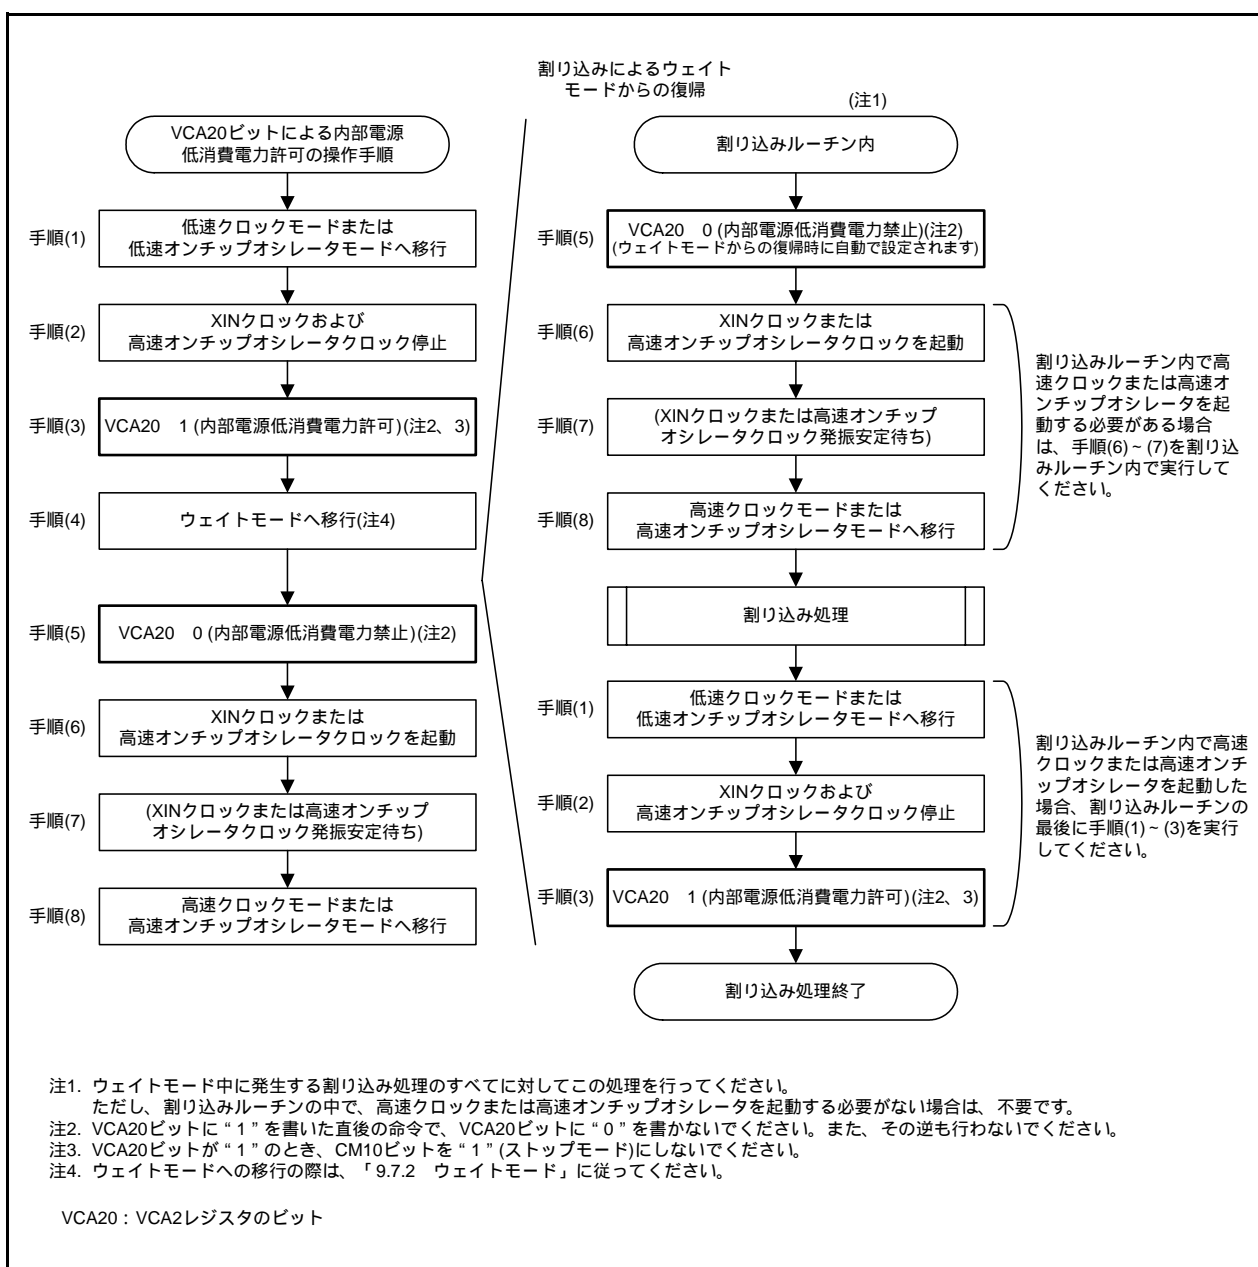 割り込みによるウェイト
モードからの復帰
VCA20ビットによる内部電源
低消費電力許可の操作手順
手順(1)
低速クロックモードまたは
低速オンチップオシレータモードへ移行
手順(2)
XINクロックおよび
高速オンチップオシレータクロック停止
手順(3)
VCA20 1 (内部電源低消費電力許可)(注2、3)
手順(4)
ウェイトモードへ移行(注4)
手順(5)
VCA20 0 (内部電源低消費電力禁止)(注2)
手順(6)
XINクロックまたは
高速オンチップオシレータクロックを起動
手順(7)
(XINクロックまたは高速オンチップ
オシレータクロック発振安定待ち)
手順(8)
高速クロックモードまたは
高速オンチップオシレータモードへ移行
(注1)
割り込みルーチン内
手順(5)
VCA20 0 (内部電源低消費電力禁止)(注2)
(ウェイトモードからの復帰時に自動で設定されます)
手順(6)
XINクロックまたは
高速オンチップオシレータクロックを起動
手順(7)
(XINクロックまたは高速オンチップ
オシレータクロック発振安定待ち)
手順(8)
高速クロックモードまたは
高速オンチップオシレータモードへ移行
割り込みルーチン内で高
速クロックまたは高速オ
ンチップオシレータを起
動する必要がある場合
は、手順(6)~(7)を割り込
みルーチン内で実行して
ください。
割り込み処理
手順(1)
低速クロックモードまたは
低速オンチップオシレータモードへ移行
手順(2)
XINクロックおよび
高速オンチップオシレータクロック停止
手順(3)
VCA20 1 (内部電源低消費電力許可)(注2、3)
割り込みルーチン内で高速
クロックまたは高速オンチ
ップオシレータを起動した
場合、割り込みルーチンの
最後に手順(1)~(3)を実行
してください。
割り込み処理終了
注1. ウェイトモード中に発生する割り込み処理のすべてに対してこの処理を行ってください。
ただし、割り込みルーチンの中で、高速クロックまたは高速オンチップオシレータを起動する必要がない場合は、不要です。
注2. VCA20ビットに“1”を書いた直後の命令で、VCA20ビットに“0”を書かないでください。また、その逆も行わないでください。
注3. VCA20ビットが“1”のとき、CM10ビットを“1”(ストップモード)にしないでください。
注4. ウェイトモードへの移行の際は、「9.7.2 ウェイトモード」に従ってください。
VCA20:VCA2レジスタのビット